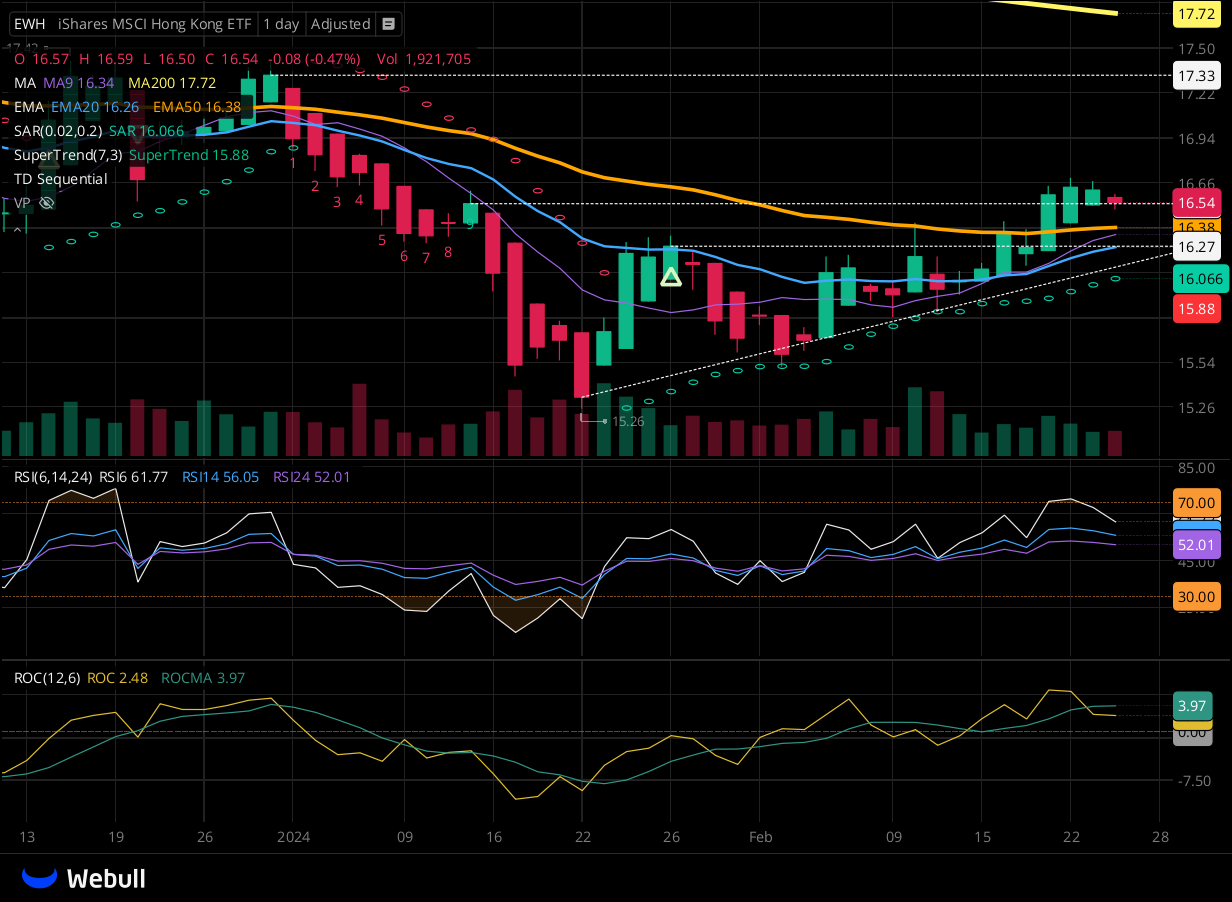 EWH iShares MSCI Hong Kong ETF 1 day Adjusted
17.72
17.50
O 16.57 H 16.59 L 16.50 C 16.54 -0.08 (-0.47%) Vol 1,921,705
17.33
MA MA9 16.34 MA200 17.72
17.22
EMA EMA20 16.26 EMA50 16.38
SAR(0.02,0.2) SAR 16.066
16.94
SuperTrend(7,3) SuperTrend 15.88
1
TD Sequential
16.66
2
VP
3 4
16.54
9
16.38
5
16.27
6 7 8
16.066
15.88
15.54
15.26
15.26
RSI(6,14,24) RSI6 61.77 RSI14 56.05 RSI24 52.01
85.00
70.00
52.01
45.00
30.00
ROC(12,6) ROC 2.48 ROCMA 3.97
3.97
0.00
-7.50
13 19 26 2024 09 16 22 26 Feb 09 15 22 28
Webull